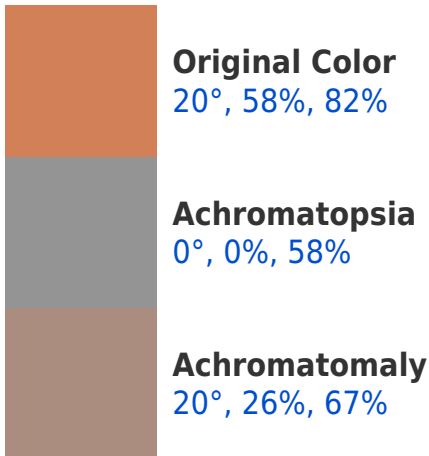 Original Color
20°, 58%, 82%
Achromatopsia
0°, 0%, 58%
Achromatomaly
20°, 26%, 67%